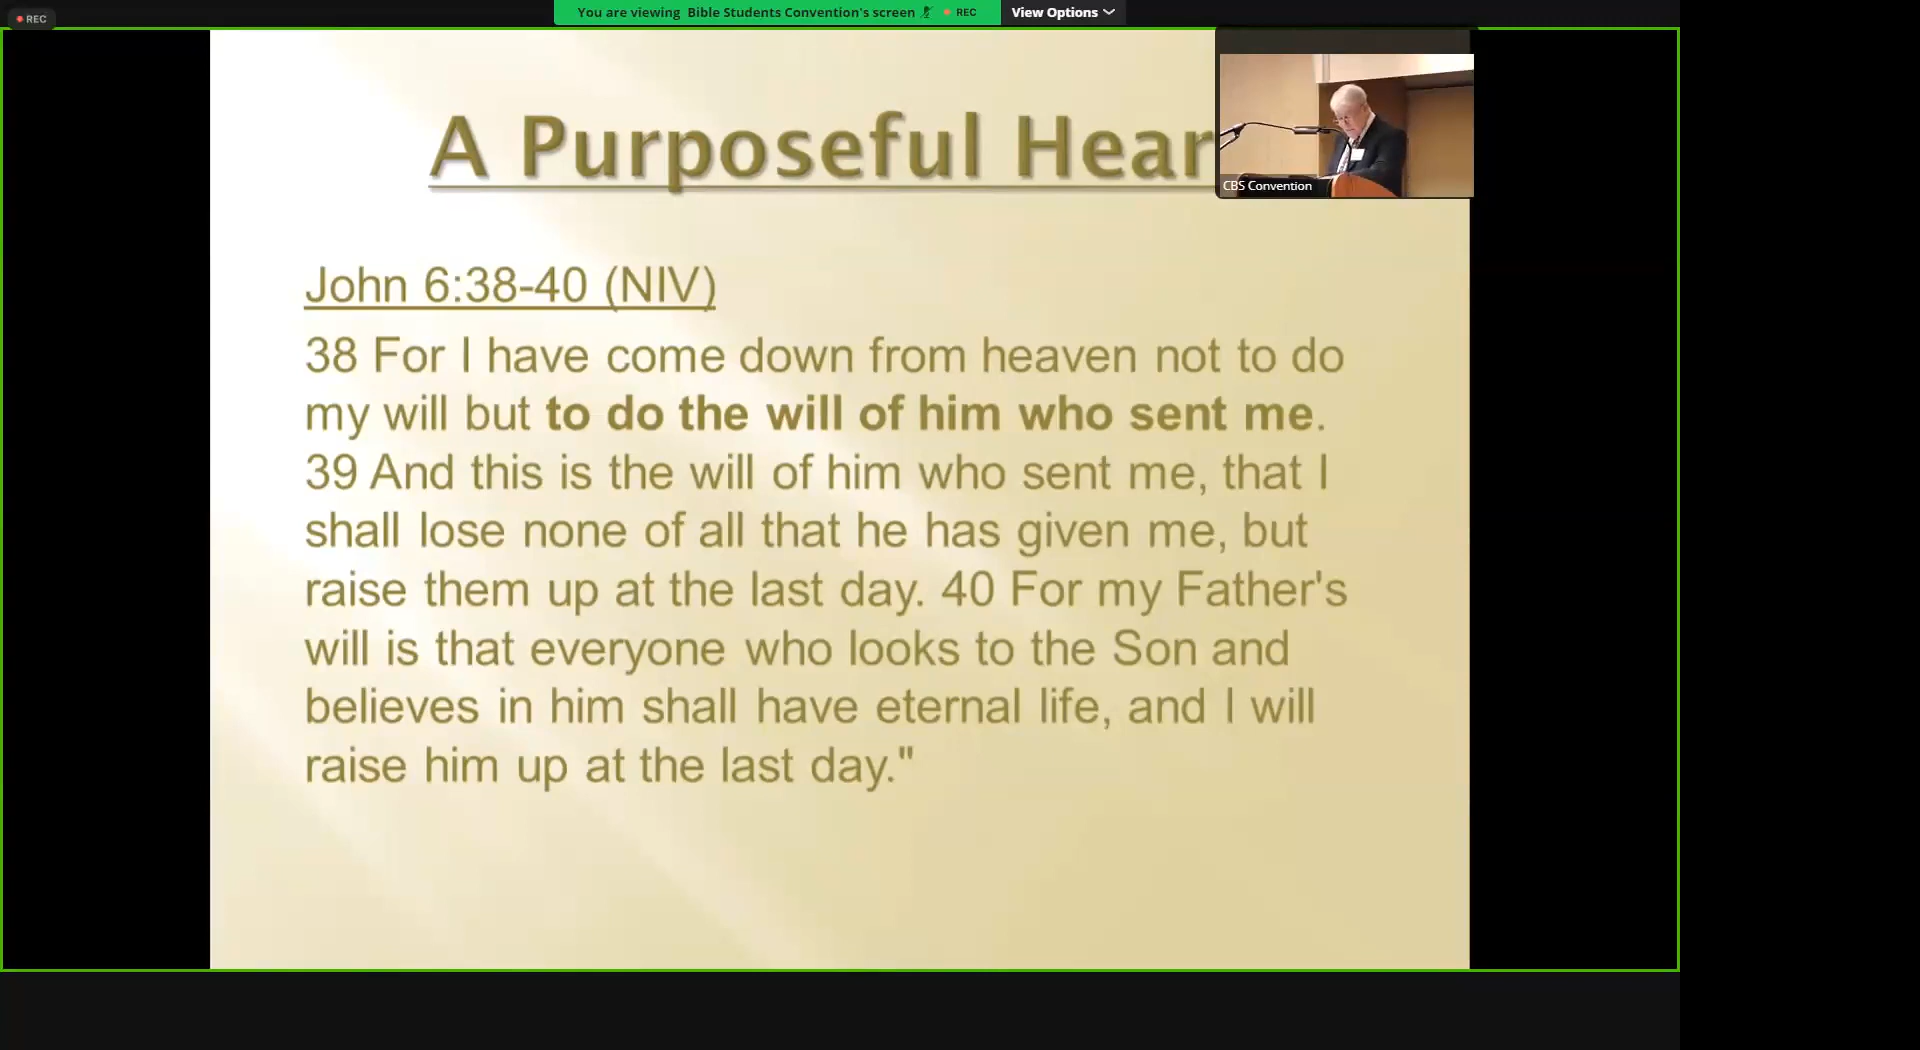 REC
You are viewing Bible Students Convention's screen REC View Options
A Purposeful Hear
CBS Convention
John 6:38-40 (NIV)
38 For I have come down from heaven not to do
my will but to do the will of him who sent me.
39 And this is the will of him who sent me, that I
shall lose none of all that he has given me, but
raise them up at the last day. 40 For my Father's
will is that everyone who looks to the Son and
believes in him shall have eternal life, and I will
raise him up at the last day."